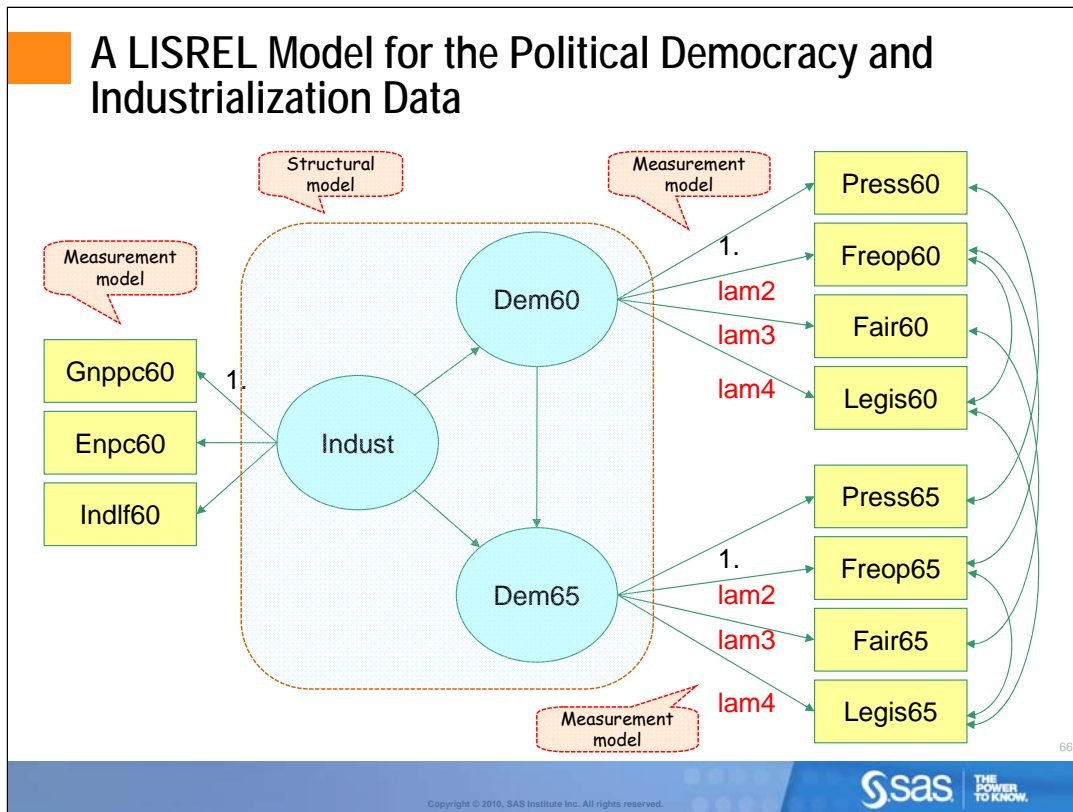 A LISREL Model for the Political Democracy and
Industrialization Data
Structural
model
Measurement
model
Measurement
model
Gnppc60
Enpc60
Indlf60
1.
Indust
Dem60
Dem65
1.
lam2
lam3
lam4
Press60
Freop60
Fair60
Legis60
1.
lam2
lam3
lam4
Press65
Freop65
Fair65
Legis65
Measurement
model
66
Copyright © 2010, SAS Institute Inc. All rights reserved.
sas
THE
POWER
TO KNOW.